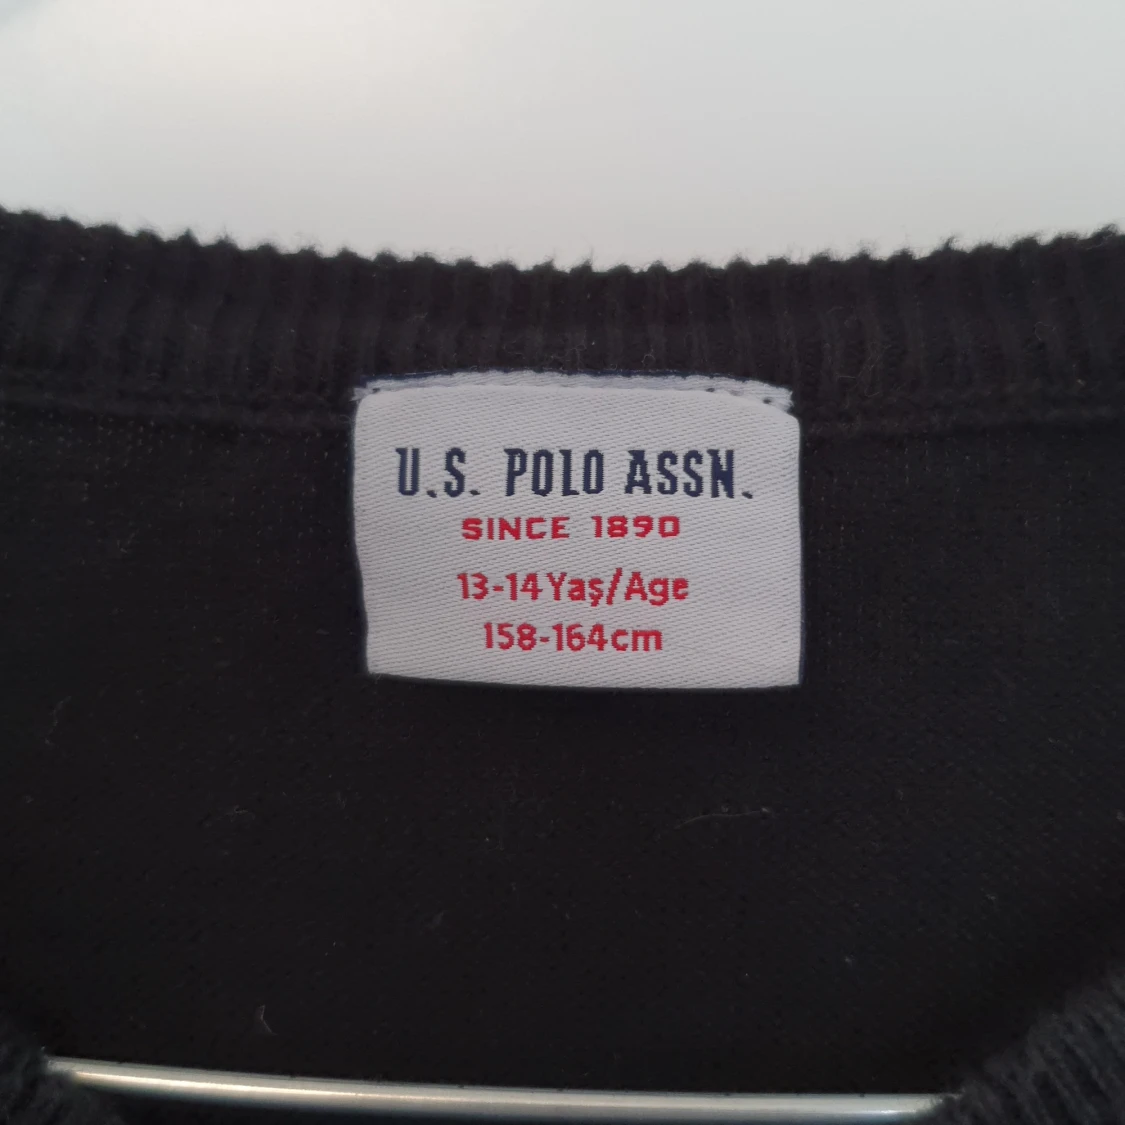 U.S. POLO ASSN.
SINCE 1890
13-14 Yaş/Age
158-164cm